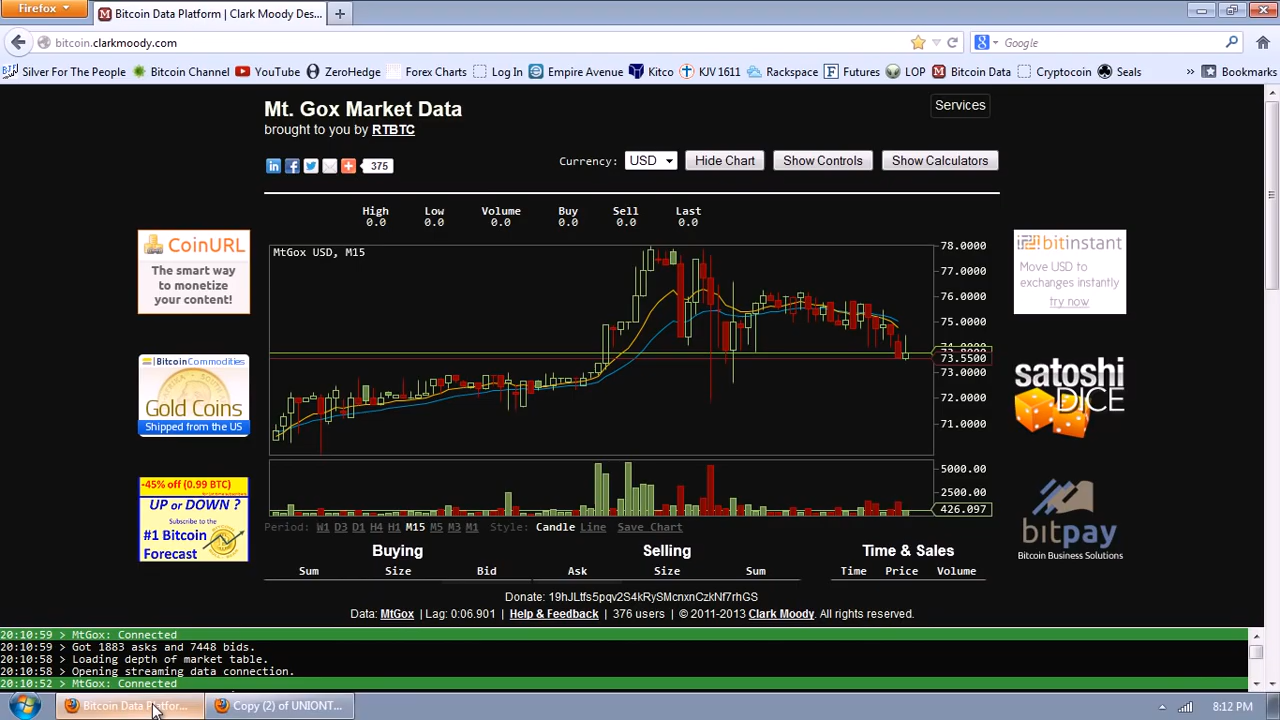 Firefox
Bitcoin Data Platform | Clark Moody Des...
bitcoin.clarkmoody.com
Google
Silver For The People
Bitcoin Channel
YouTube
ZeroHedge
Forex Charts
Log In
Empire Avenue
Kitco
KJV 1611
Rackspace
Futures
LOP
Bitcoin Data
Cryptocoin
Seals
»
Bookmarks
Mt. Gox Market Data
Services
brought to you by RTBTC
375
Currency: USD
Hide Chart
Show Controls
Show Calculators
High Low Volume Buy Sell Last
0.0 0.0 0.0 0.0 0.0 0.0
MtGox USD, M15
78.0000
77.0000
76.0000
75.0000
73.5500
73.0000
72.0000
71.0000
5000.00
2500.00
426.097
CoinURL
The smart way
to monetize
your content!
Bitcoin Commodities
Gold Coins
Shipped from the US
-45% off (0.99 BTC)
UP or DOWN ?
Subscribe to the
#1 Bitcoin
Forecast
bitinstant
Move USD to
exchanges instantly
try now
satoshi
DICE
bitpay
Bitcoin Business Solutions
Period: W1 D3 D1 H4 H1 M15 M5 M3 M1 Style: Candle Line Save Chart
Buying Selling Time & Sales
Sum Size Bid Ask Size Sum Time Price Volume
Donate: 19hJLtfs5pqv2S4kRySMcnxnCzkNf7rhGS
Data: MtGox | Lag: 0:06.901 | Help & Feedback | 376 users | © 2011-2013 Clark Moody. All rights reserved.
20:10:59 > MtGox: Connected
20:10:59 > Got 1883 asks and 7448 bids.
20:10:58 > Loading depth of market table.
20:10:58 > Opening streaming data connection.
20:10:52 > MtGox: Connected
Bitcoin Data Platfor...
Copy (2) of UNIONT...
8:12 PM